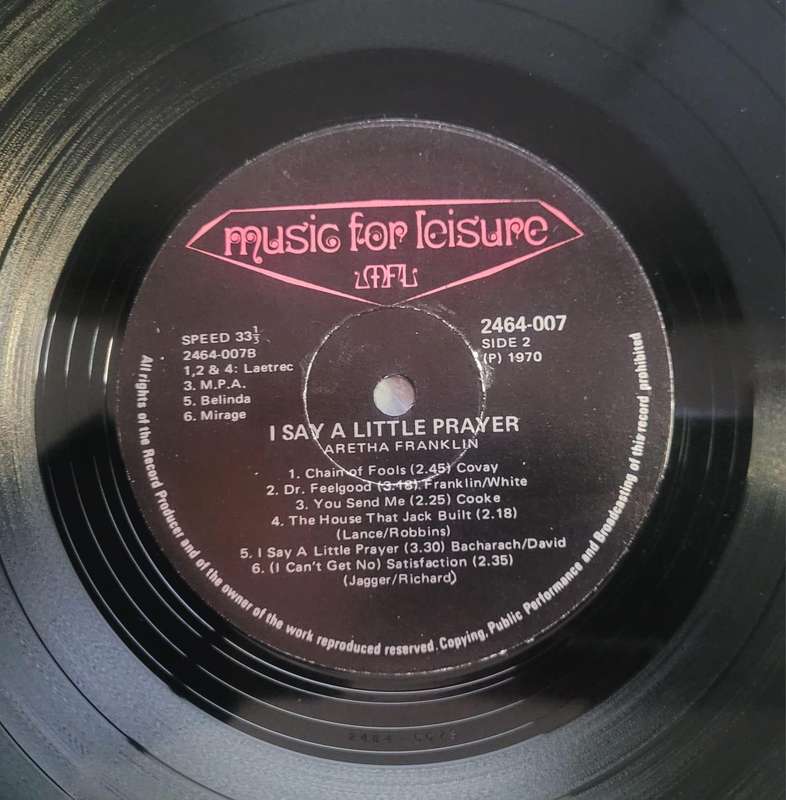 music for leisure
MFL
SPEED 33⅓
2464-007B
1,2 & 4: Laetrec
3. M.P.A.
5. Belinda
6. Mirage
2464-007
SIDE 2
(P) 1970
I SAY A LITTLE PRAYER
ARETHA FRANKLIN
1. Chain of Fools (2.45) Covay
2. Dr. Feelgood (3.18) Franklin/White
3. You Send Me (2.25) Cooke
4. The House That Jack Built (2.18)
(Lance/Robbins)
5. I Say A Little Prayer (3.30) Bacharach/David
6. (I Can't Get No) Satisfaction (2.35)
(Jagger/Richard)
All rights of the Record Producer and of the owner of the work reproduced reserved. Copying, Public Performance and Broadcasting of this record prohibited